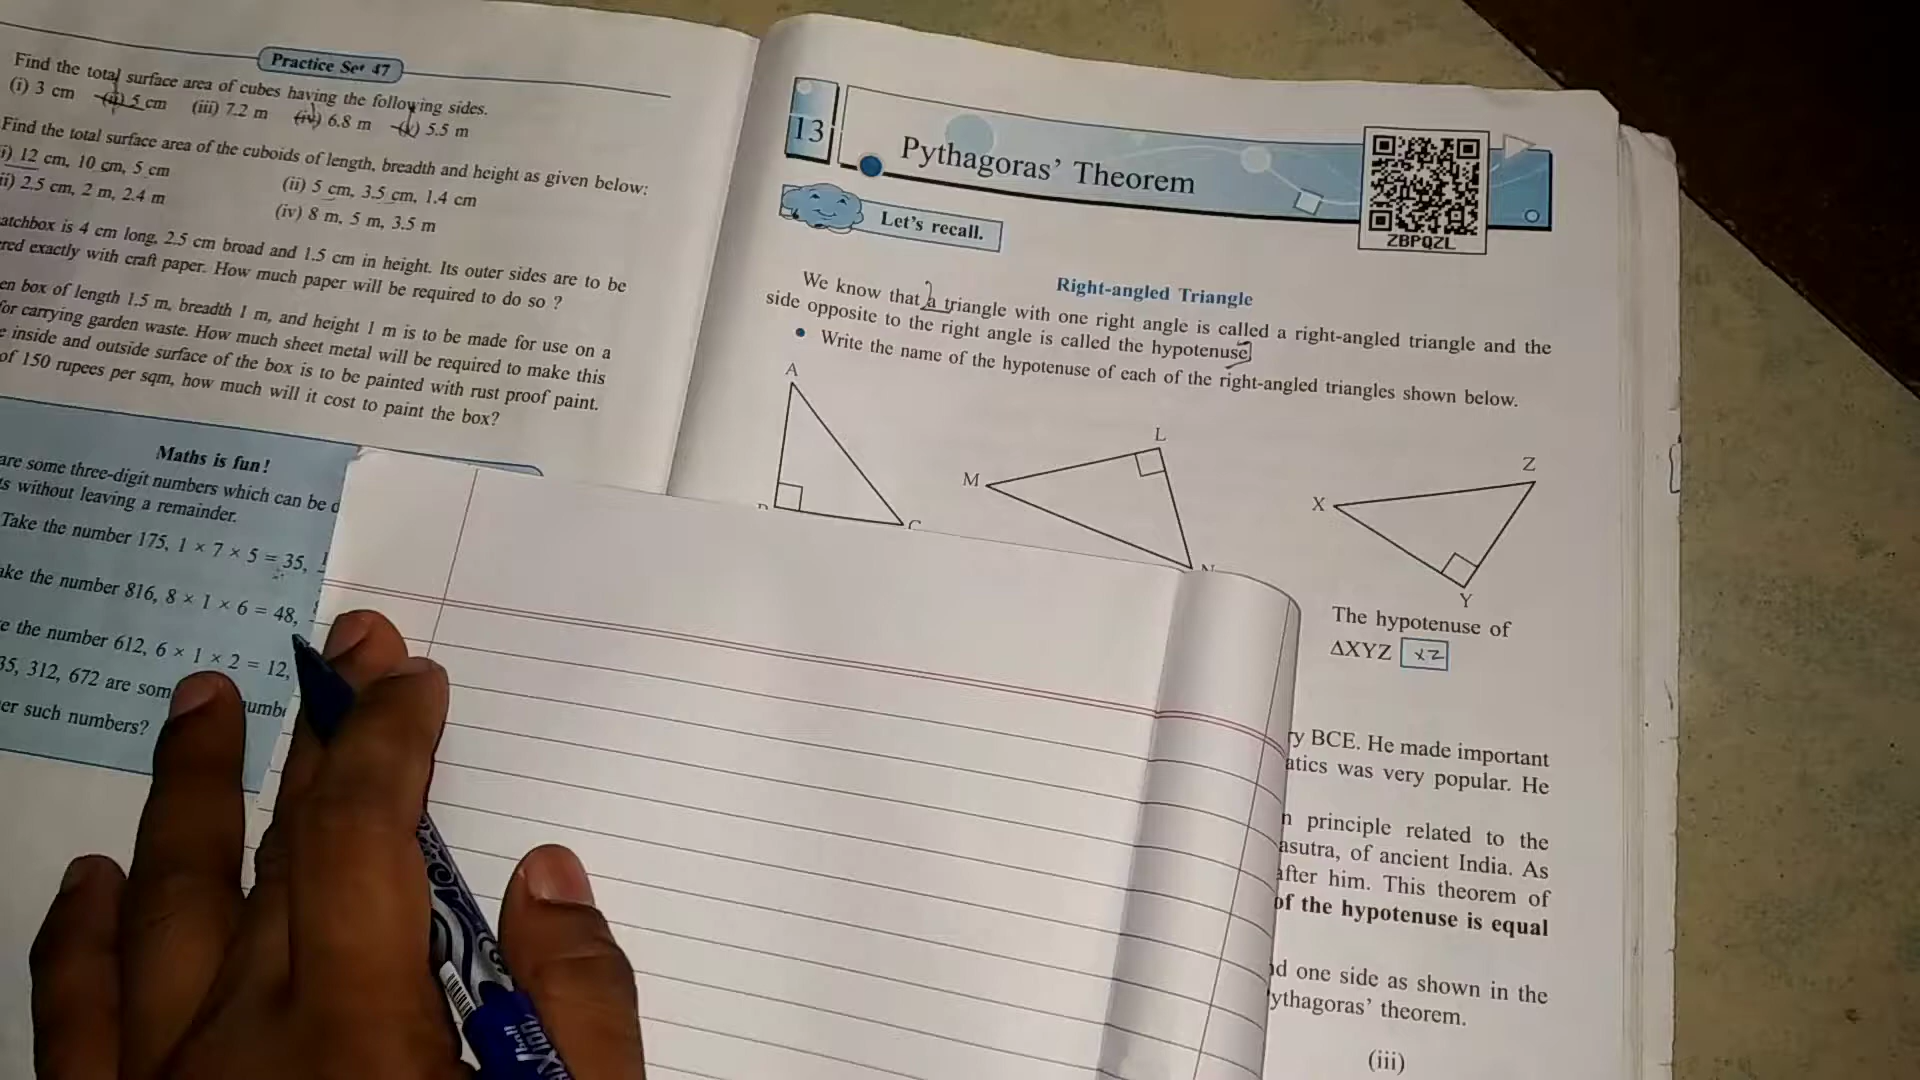 Practice Set 47
Find the total surface area of cubes having the following sides.
(i) 3 cm (ii) 5 cm (iii) 7.2 m (iv) 6.8 m (v) 5.5 m
Find the total surface area of the cuboids of length, breadth and height as given below:
i) 12 cm, 10 cm, 5 cm (ii) 5 cm, 3.5 cm, 1.4 cm
ii) 2.5 cm, 2 m, 2.4 m (iv) 8 m, 5 m, 3.5 m
atchbox is 4 cm long, 2.5 cm broad and 1.5 cm in height. Its outer sides are to be
red exactly with craft paper. How much paper will be required to do so ?
en box of length 1.5 m, breadth 1 m, and height 1 m is to be made for use on a
for carrying garden waste. How much sheet metal will be required to make this
e inside and outside surface of the box is to be painted with rust proof paint.
of 150 rupees per sqm, how much will it cost to paint the box?
Maths is fun!
are some three-digit numbers which can be d
s without leaving a remainder.
Take the number 175, 1 × 7 × 5 = 35,
ake the number 816, 8 × 1 × 6 = 48,
e the number 612, 6 × 1 × 2 = 12,
35, 312, 672 are som numbe
er such numbers?
13
Pythagoras' Theorem
ZBPQZL
Let's recall.
Right-angled Triangle
We know that a triangle with one right angle is called a right-angled triangle and the
side opposite to the right angle is called the hypotenuse
• Write the name of the hypotenuse of each of the right-angled triangles shown below.
A
C
L
M
N
Z
X
Y
The hypotenuse of
ΔXYZ XZ
ry BCE. He made important
atics was very popular. He
n principle related to the
asutra, of ancient India. As
after him. This theorem of
of the hypotenuse is equal
nd one side as shown in the
ythagoras' theorem.
(iii)